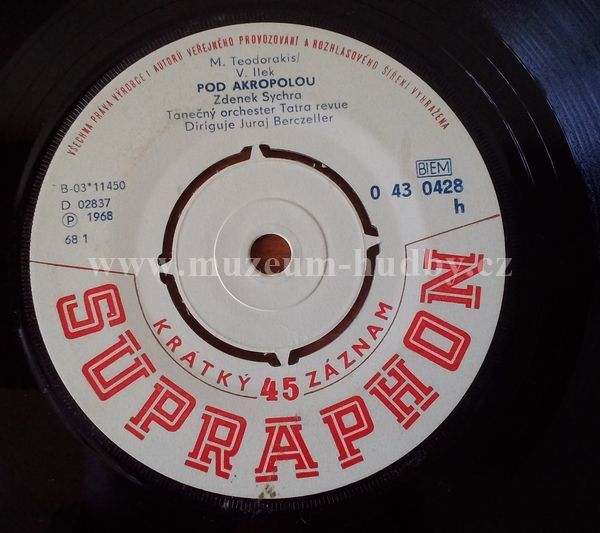 VŠECHNA PRÁVA VÝROBCE I AUTORŮ VEŘEJNÉHO PROVOZOVÁNÍ A ROZHLASOVÉHO ŠÍŘENÍ VYHRAŽENA
M. Teodorakis/
V. Ilek
POD AKROPOLOU
Zdenek Sychra
Tanečný orchester Tatra revue
Diriguje Juraj Berczeller
B-03*11450
D 02837
Ⓟ 1968
68 1
BIEM
0 43 0428
h
www.muzeum-hudby.cz
KRÁTKÝ 45 ZÁZNAM
SUPRAPHON